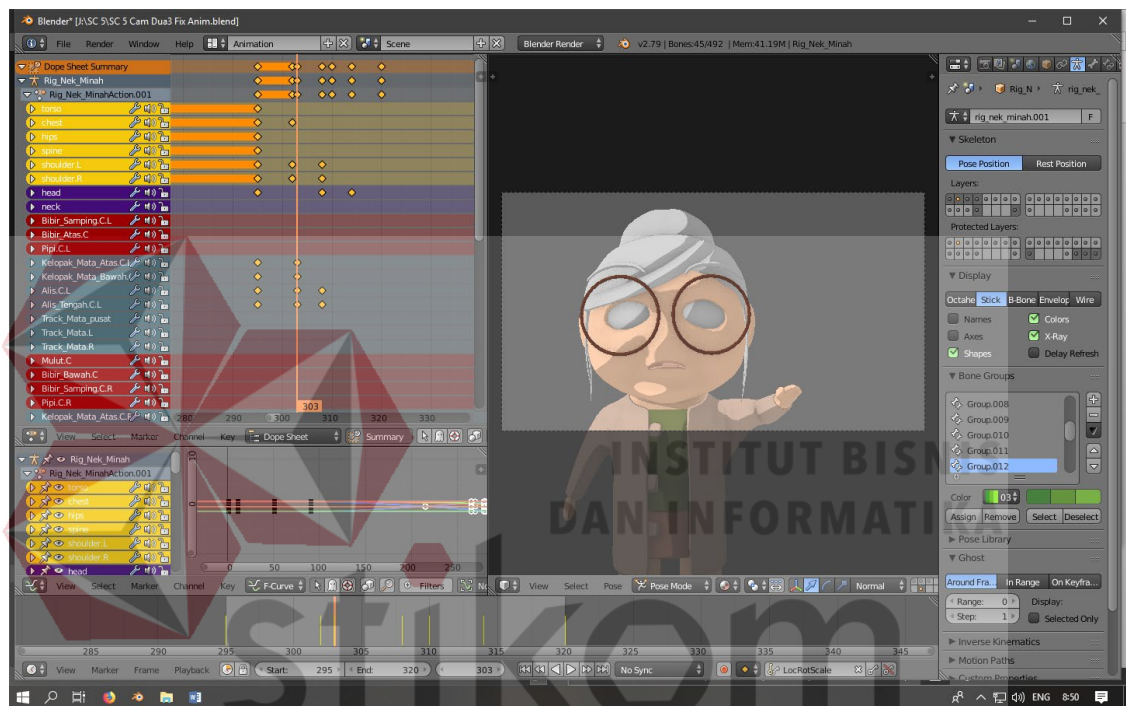 Blender* [J:\SC 5\SC 5 Cam Dua3 Fix Anim.blend]
File Render Window Help Animation Scene Blender Render v2.79 | Bones:45/492 | Mem:41.19M | Rig_Nek_Minah
Dope Sheet Summary
Rig_Nek_Minah
Rig_Nek_MinahAction.001
torso
chest
hips
spine
shoulder.L
shoulder.R
head
neck
Bibir_Samping.C.L
Bibir_Atas.C
Pipi.C.L
Kelopak_Mata_Atas.C.L
Kelopak_Mata_Bawah
Alis.C.L
Alis_Tengah.C.L
Track_Mata_pusat
Track_Mata.L
Track_Mata.R
Mulut.C
Bibir_Bawah.C
Bibir_Samping.C.R
Pipi.C.R
Kelopak_Mata_Atas.C.R
303
280 290 300 310 320 330
View Select Marker Channel Key Dope Sheet Summary
Rig_Nek_Minah
Rig_Nek_MinahAction.001
torso
chest
hips
spine
shoulder.L
shoulder.R
head
0 50 100 150 200 250
View Select Marker Channel Key F-Curve Filters
View Select Pose Pose Mode Normal
285 290 295 300 305 310 315 320 325 330 335 340 345
View Marker Frame Playback Start: 295 End: 320 303 No Sync LocRotScale
Rig_N rig_nek_
rig_nek_minah.001 F
Skeleton
Pose Position Rest Position
Layers:
Protected Layers:
Display
Octahe Stick B-Bone Envelop Wire
Names Colors
Axes X-Ray
Shapes Delay Refresh
Bone Groups
Group.008
Group.009
Group.010
Group.011
Group.012
Color 03
Assign Remove Select Deselect
Pose Library
Ghost
Around Fra... In Range On Keyfra...
Range: 0 Display:
Step: 1 Selected Only
Inverse Kinematics
Motion Paths
Custom Properties
INSTITUT BISNIS
DAN INFORMATIKA
stikom
ENG 8:50